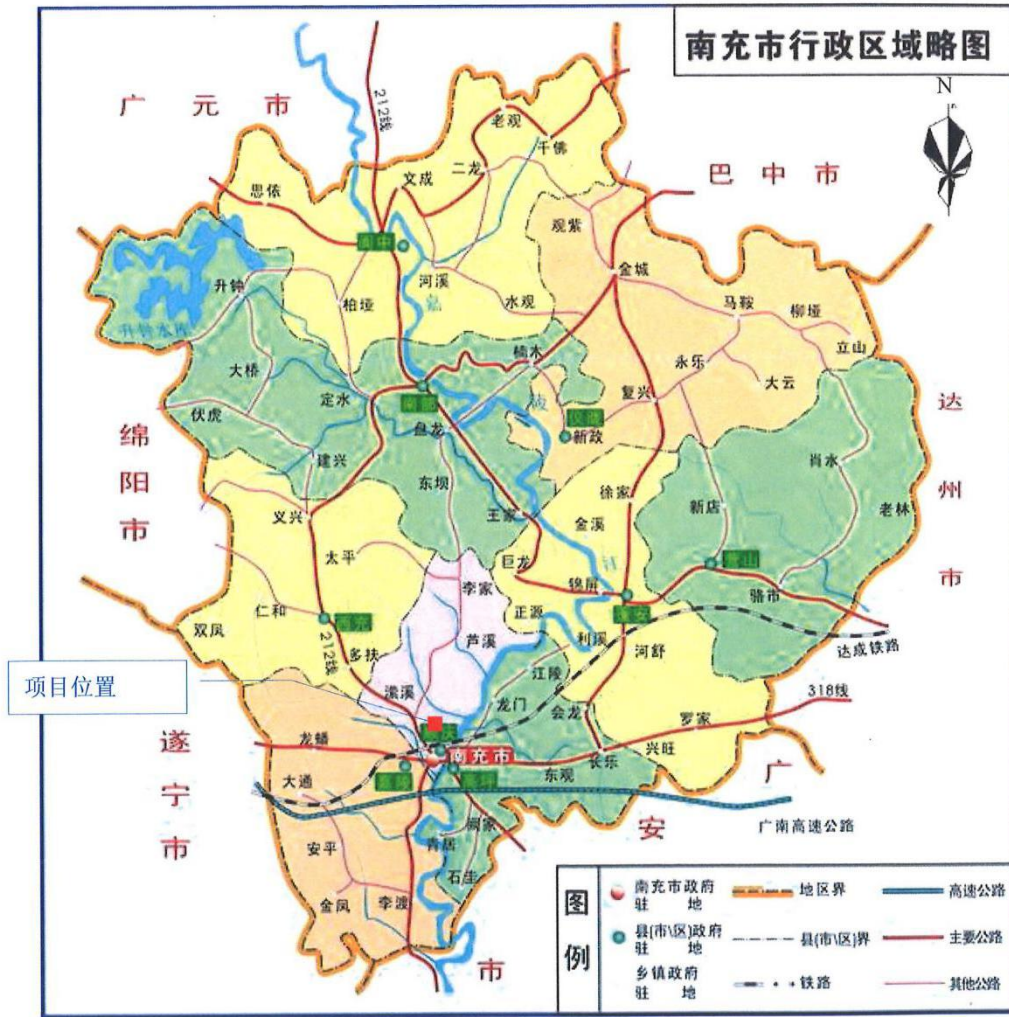 南充市行政区域略图
N
广元市
212线
老观
千佛
二龙
文成
思依
巴中市
观紫
阆中
金城
河溪
升钟
柏垭
嘉
水观
马鞍
柳垭
升钟水库
立山
楠木
永乐
大桥
大云
定水
南部
陵
复兴
达州市
伏虎
盘龙
仪陇
新政
绵阳市
建兴
东坝
肖水
徐家
义兴
王家
金溪
新店
老林
太平
巨龙
江
营山
李家
锦屏
骆市
仁和
正源
蓬安
双凤
西充
芦溪
利溪
河舒
212线
多扶
达成铁路
江陵
项目位置
潆溪
龙门
会龙
318线
罗家
遂宁市
龙蟠
南充市
兴旺
长乐
大通
东观
广安市
广南高速公路
阙家
安平
青居
石圭
金凤
李渡
图例
南充市政府驻地
地区界
高速公路
县(市\区)政府驻地
县(市\区)界
主要公路
乡镇政府驻地
铁路
其他公路